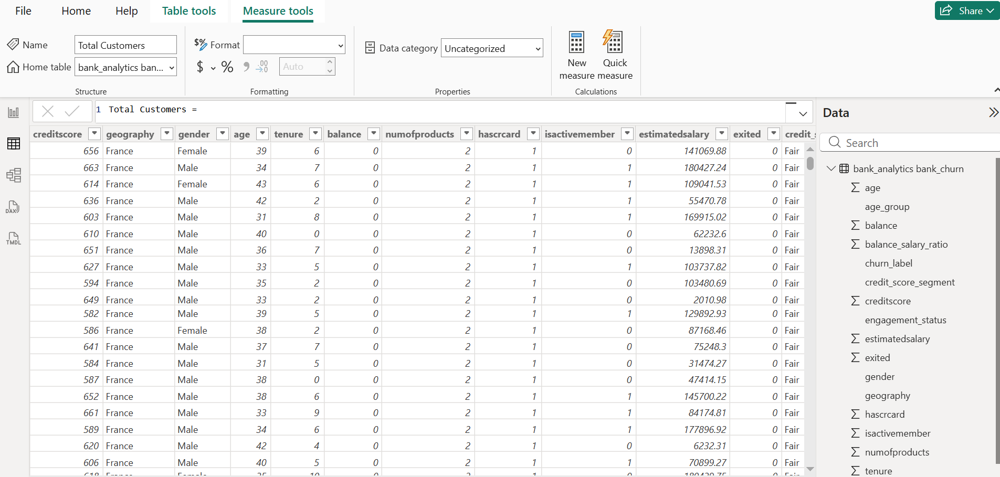 File Home Help Table tools Measure tools Share
Name Total Customers $% Format Data category Uncategorized
Home table bank_analytics ban... $ % , .00 →0 Auto
New measure Quick measure
Structure Formatting Properties Calculations
1 Total Customers =
creditscore geography gender age tenure balance numofproducts hascrcard isactivemember estimatedsalary exited credit_s
656 France Female 39 6 0 2 1 0 141069.88 0 Fair
663 France Male 34 7 0 2 1 1 180427.24 0 Fair
614 France Female 43 6 0 2 1 1 109041.53 0 Fair
636 France Male 42 2 0 2 1 1 55470.78 0 Fair
603 France Male 31 8 0 2 1 1 169915.02 0 Fair
610 France Male 40 0 0 2 1 0 62232.6 0 Fair
651 France Male 36 7 0 2 1 0 13898.31 0 Fair
627 France Male 33 5 0 2 1 1 103737.82 0 Fair
594 France Male 35 2 0 2 1 0 103480.69 0 Fair
649 France Male 33 2 0 2 1 0 2010.98 0 Fair
582 France Male 39 5 0 2 1 1 129892.93 0 Fair
586 France Female 38 2 0 2 1 0 87168.46 0 Fair
641 France Male 37 7 0 2 1 0 75248.3 0 Fair
584 France Male 31 5 0 2 1 0 31474.27 0 Fair
587 France Male 38 0 0 2 1 0 47414.15 0 Fair
652 France Male 38 6 0 2 1 1 145700.22 0 Fair
661 France Male 33 9 0 2 1 1 84174.81 0 Fair
589 France Male 34 6 0 2 1 1 177896.92 0 Fair
620 France Male 42 4 0 2 1 0 6232.31 0 Fair
606 France Male 40 5 0 2 1 1 70899.27 0 Fair
DAX
TMDL
Data
Search
bank_analytics bank_churn
∑ age
age_group
∑ balance
∑ balance_salary_ratio
churn_label
credit_score_segment
∑ creditscore
engagement_status
∑ estimatedsalary
∑ exited
gender
geography
∑ hascrcard
∑ isactivemember
∑ numofproducts
∑ tenure